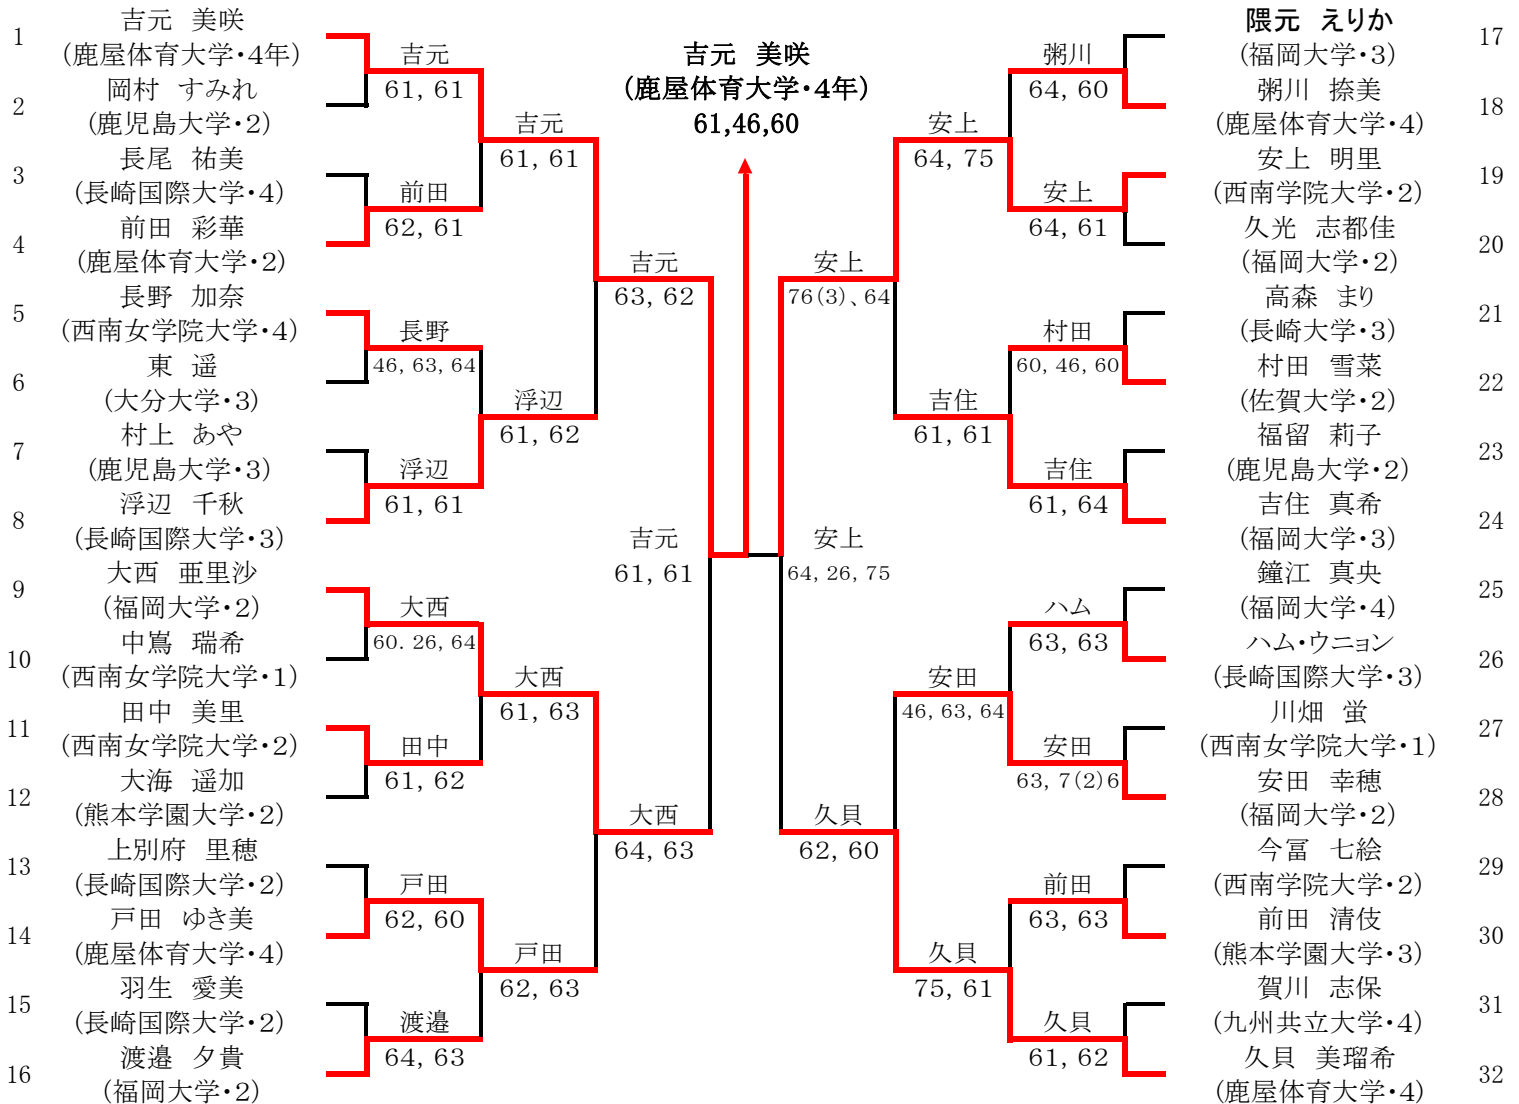 1
吉元 美咲
(鹿屋体育大学・4年)
2
岡村 すみれ
(鹿児島大学・2)
3
長尾 祐美
(長崎国際大学・4)
4
前田 彩華
(鹿屋体育大学・2)
5
長野 加奈
(西南女学院大学・4)
6
東 遥
(大分大学・3)
7
村上 あや
(鹿児島大学・3)
8
浮辺 千秋
(長崎国際大学・3)
9
大西 亜里沙
(福岡大学・2)
10
中嶌 瑞希
(西南女学院大学・1)
11
田中 美里
(西南女学院大学・2)
12
大海 遥加
(熊本学園大学・2)
13
上別府 里穂
(長崎国際大学・2)
14
戸田 ゆき美
(鹿屋体育大学・4)
15
羽生 愛美
(長崎国際大学・2)
16
渡邉 夕貴
(福岡大学・2)
吉元
61, 61
前田
62, 61
長野
46, 63, 64
浮辺
61, 61
大西
60. 26, 64
田中
61, 62
戸田
62, 60
渡邉
64, 63
吉元
61, 61
浮辺
61, 62
大西
61, 63
戸田
62, 63
吉元
63, 62
大西
64, 63
吉元
61, 61
吉元 美咲
(鹿屋体育大学・4年)
61,46,60
安上
64, 26, 75
安上
76(3)、64
久貝
62, 60
安上
64, 75
吉住
61, 61
安田
46, 63, 64
久貝
75, 61
粥川
64, 60
安上
64, 61
村田
60, 46, 60
吉住
61, 64
ハム
63, 63
安田
63, 7(2)6
前田
63, 63
久貝
61, 62
隈元 えりか
(福岡大学・3)
17
粥川 捺美
(鹿屋体育大学・4)
18
安上 明里
(西南学院大学・2)
19
久光 志都佳
(福岡大学・2)
20
高森 まり
(長崎大学・3)
21
村田 雪菜
(佐賀大学・2)
22
福留 莉子
(鹿児島大学・2)
23
吉住 真希
(福岡大学・3)
24
鐘江 真央
(福岡大学・4)
25
ハム・ウニョン
(長崎国際大学・3)
26
川畑 蛍
(西南女学院大学・1)
27
安田 幸穂
(福岡大学・2)
28
今冨 七絵
(西南学院大学・2)
29
前田 清伎
(熊本学園大学・3)
30
賀川 志保
(九州共立大学・4)
31
久貝 美瑠希
(鹿屋体育大学・4)
32